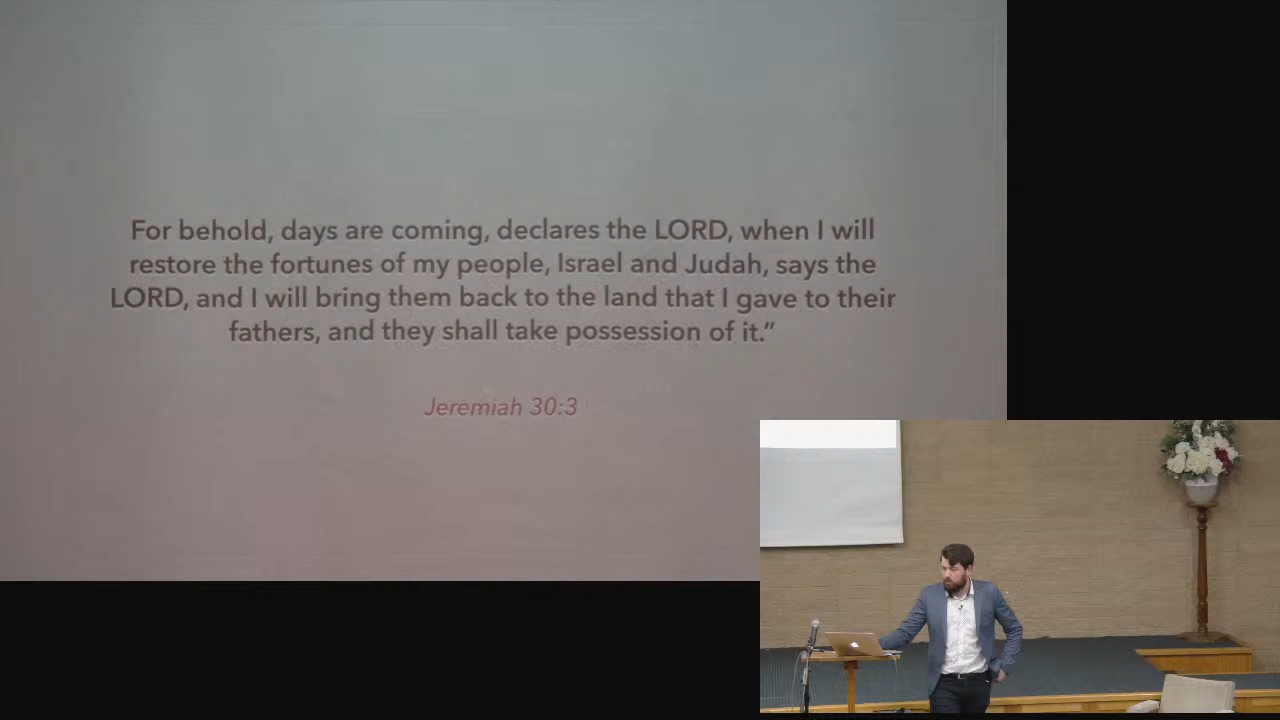 For behold, days are coming, declares the LORD, when I will
restore the fortunes of my people, Israel and Judah, says the
LORD, and I will bring them back to the land that I gave to their
fathers, and they shall take possession of it.”
Jeremiah 30:3